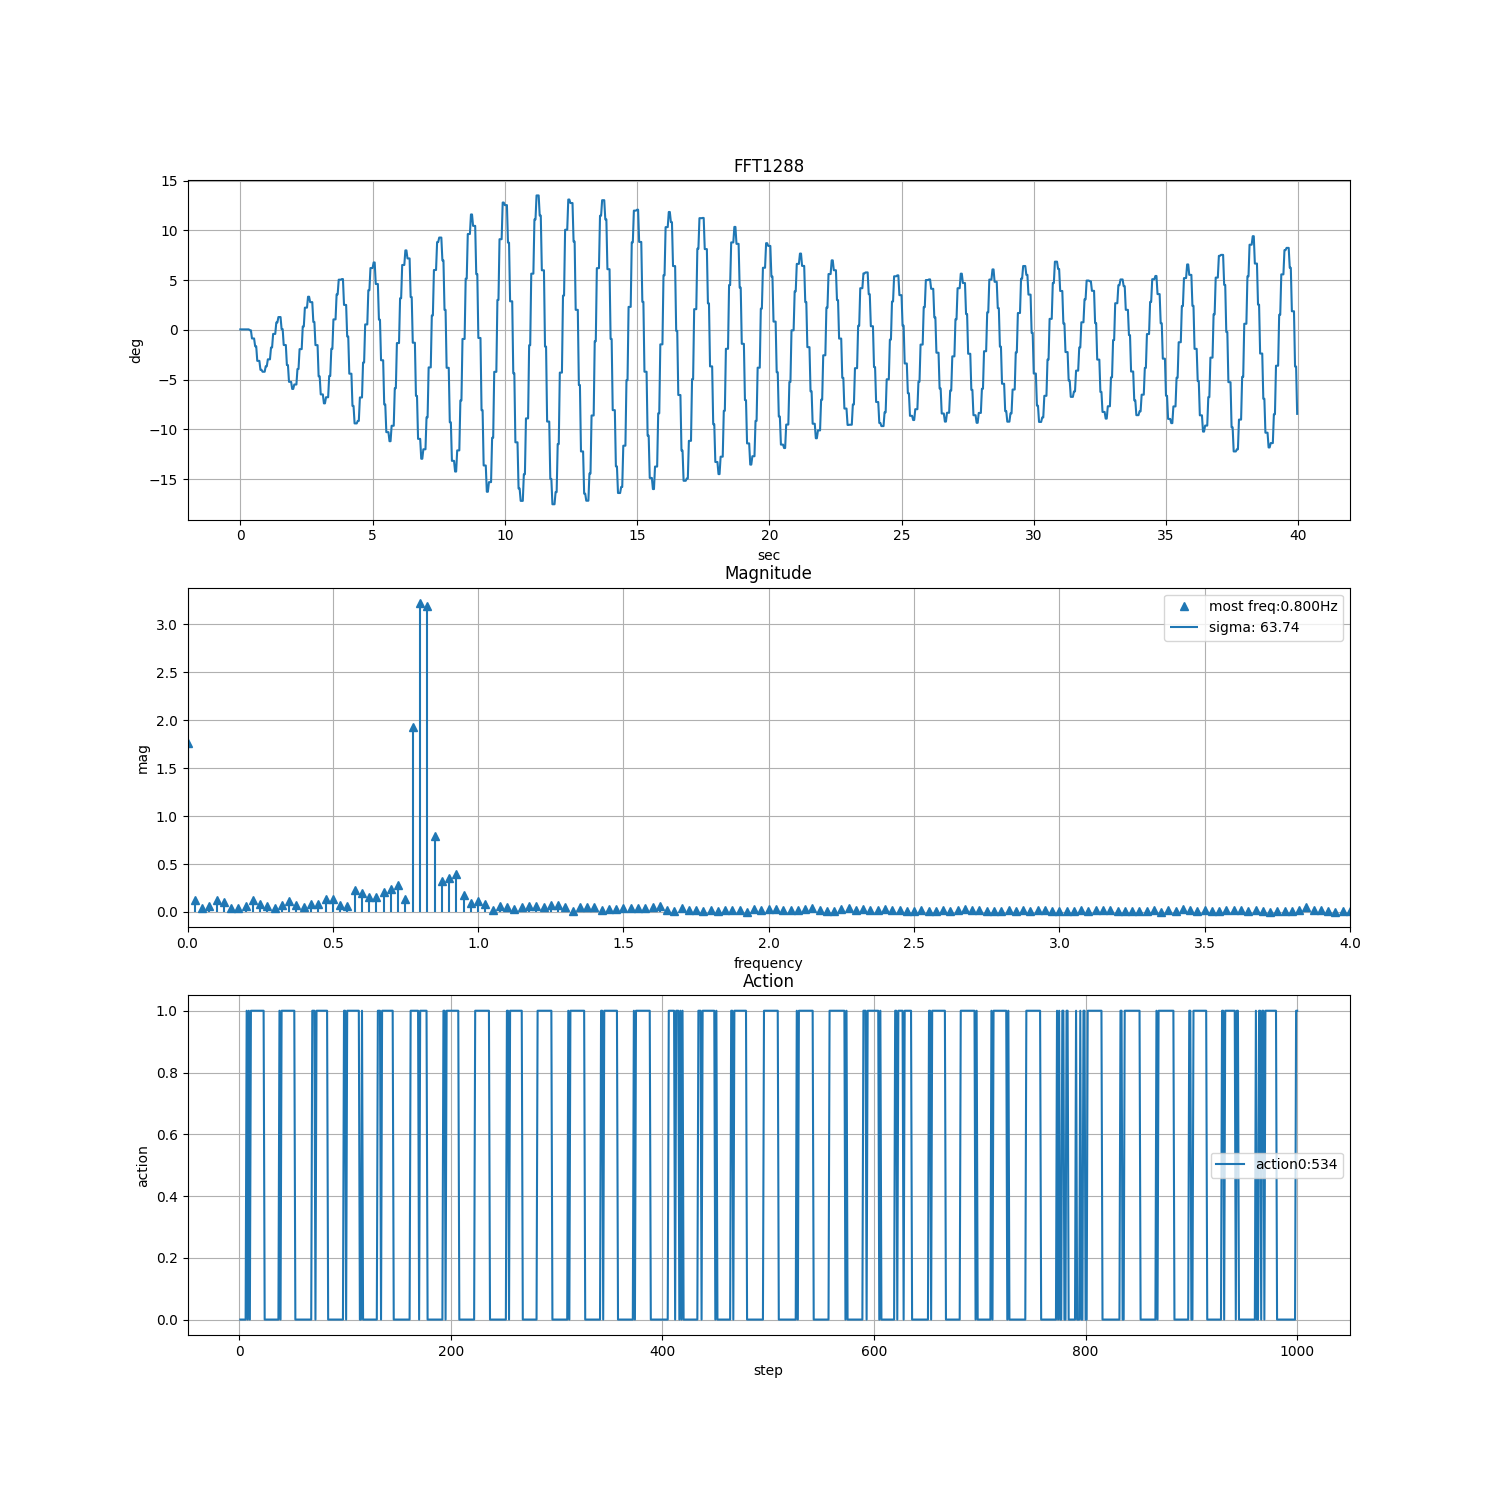 FFT1288
15
10
5
0
−5
−10
−15
deg
0 5 10 15 20 25 30 35 40
sec
Magnitude
most freq:0.800Hz
sigma: 63.74
3.0
2.5
2.0
1.5
1.0
0.5
0.0
mag
0.0 0.5 1.0 1.5 2.0 2.5 3.0 3.5 4.0
frequency
Action
1.0
0.8
0.6
0.4
0.2
0.0
action
action0:534
0 200 400 600 800 1000
step